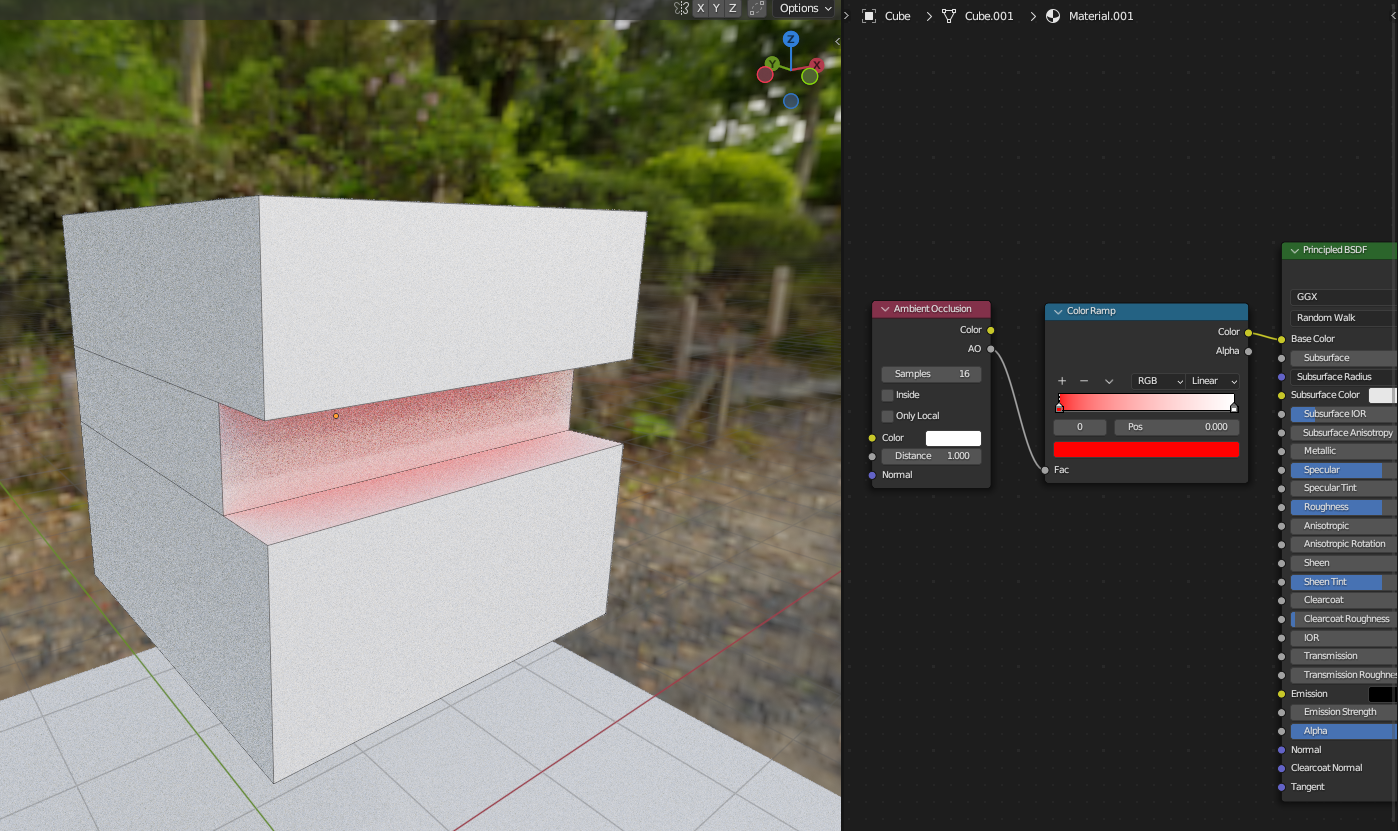 X Y Z
Options
Z
Y
X
Cube
Cube.001
Material.001
Ambient Occlusion
Color
AO
Samples 16
Inside
Only Local
Color
Distance 1.000
Normal
Color Ramp
Color
Alpha
+ −
RGB
Linear
0
Pos 0.000
Fac
Principled BSDF
GGX
Random Walk
Base Color
Subsurface
Subsurface Radius
Subsurface Color
Subsurface IOR
Subsurface Anisotropy
Metallic
Specular
Specular Tint
Roughness
Anisotropic
Anisotropic Rotation
Sheen
Sheen Tint
Clearcoat
Clearcoat Roughness
IOR
Transmission
Transmission Roughnes
Emission
Emission Strength
Alpha
Normal
Clearcoat Normal
Tangent